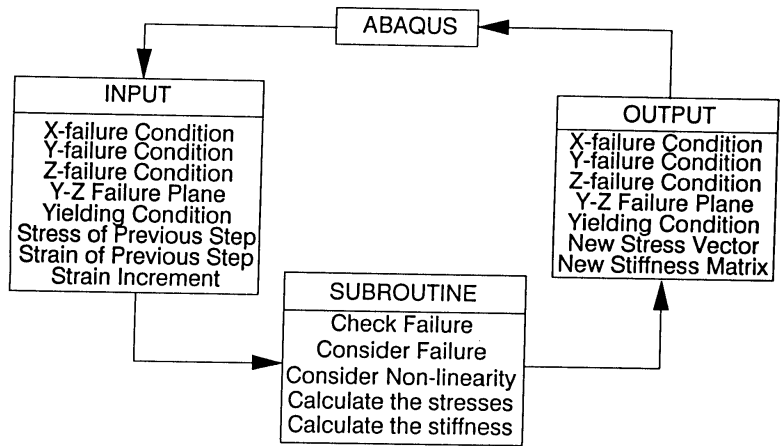 ABAQUS
INPUT
X-failure Condition
Y-failure Condition
Z-failure Condition
Y-Z Failure Plane
Yielding Condition
Stress of Previous Step
Strain of Previous Step
Strain Increment
SUBROUTINE
Check Failure
Consider Failure
Consider Non-linearity
Calculate the stresses
Calculate the stiffness
OUTPUT
X-failure Condition
Y-failure Condition
Z-failure Condition
Y-Z Failure Plane
Yielding Condition
New Stress Vector
New Stiffness Matrix